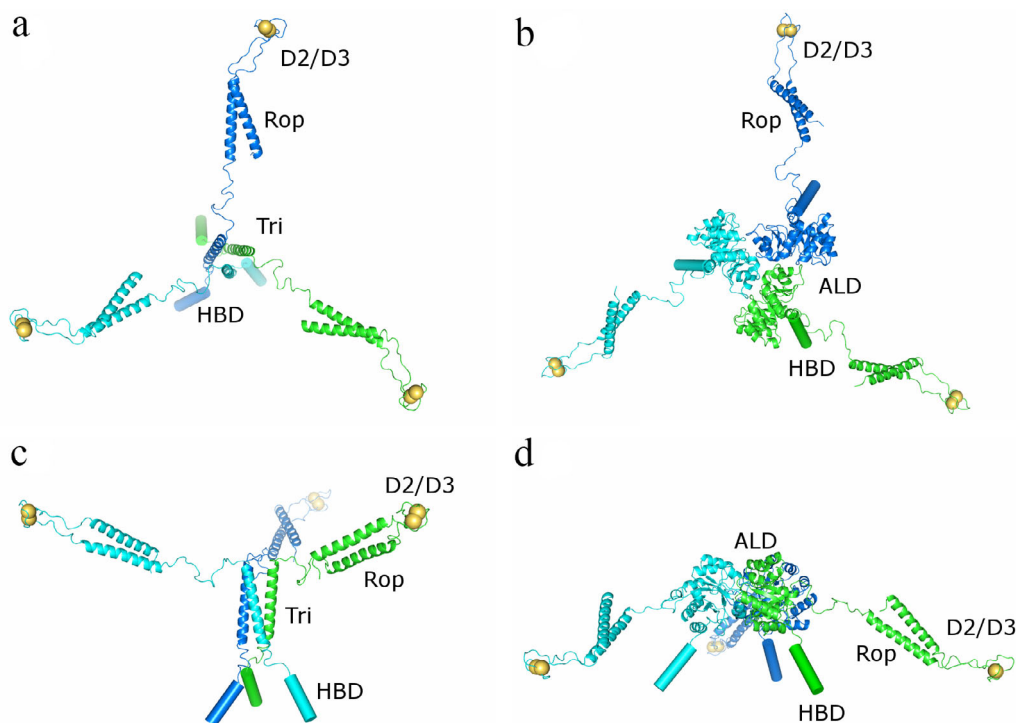 a
D2/D3
Rop
Tri
HBD
b
D2/D3
Rop
ALD
HBD
c
D2/D3
Rop
Tri
HBD
d
ALD
D2/D3
Rop
HBD